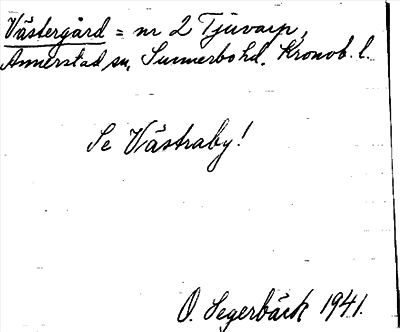 Västergård = nr 2 Tjuvarp,
Annerstad sn, Sunnerbo hd. Kronob. l.
Se Västraby!
O. Segerbäck 1941.